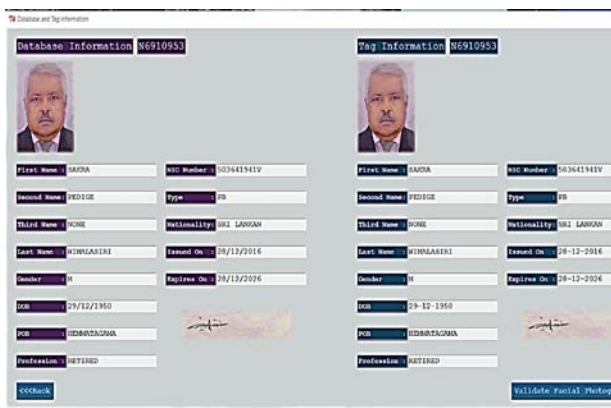 Database and Tag Information
Database Information N6910953
First Name : NAKKA
NIC Number : 503641941V
Second Name: PEDIGE
Type : PB
Third Name : NONE
Nationality: SRI LANKAN
Last Name : WIMALASIRI
Issued On : 28/12/2016
Gender : M
Expires On : 28/12/2026
DOB : 29/12/1950
POB : HEMMATAGAMA
Profession : RETIRED
<<<Back
Tag Information N6910953
First Name : NAKKA
NIC Number : 503641941V
Second Name: PEDIGE
Type : PB
Third Name : NONE
Nationality: SRI LANKAN
Last Name : WIMALASIRI
Issued On : 28-12-2016
Gender : M
Expires On : 28-12-2026
DOB : 29-12-1950
POB : HEMMATAGAMA
Profession : RETIRED
Validate Facial Photog